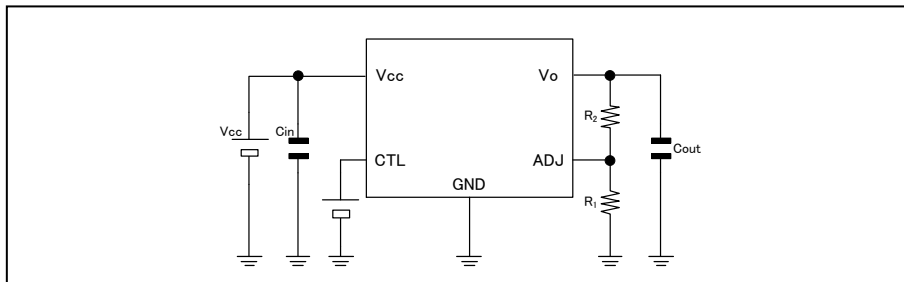 Vcc
Vo
Vcc
Cin
R₂
Cout
CTL
ADJ
GND
R₁